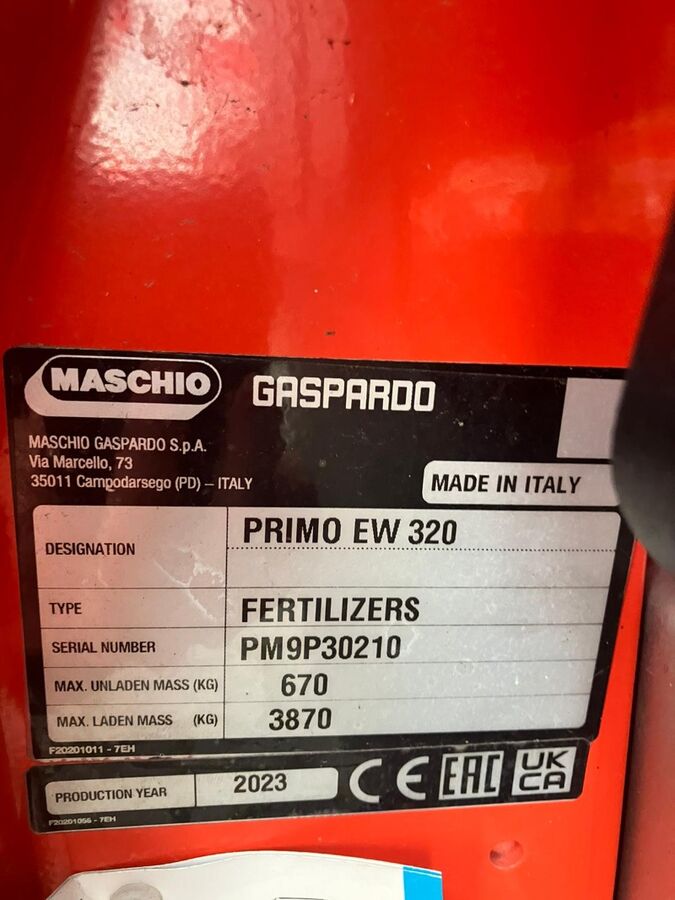 MASCHIO GASPARDO
MASCHIO GASPARDO S.p.A.
Via Marcello, 73
35011 Campodarsego (PD) – ITALY
MADE IN ITALY
DESIGNATION PRIMO EW 320
TYPE FERTILIZERS
SERIAL NUMBER PM9P30210
MAX. UNLADEN MASS (KG) 670
MAX. LADEN MASS (KG) 3870
F20201011 - 7EH
PRODUCTION YEAR 2023 CE EAC UK CA
F20201056 - 7EH